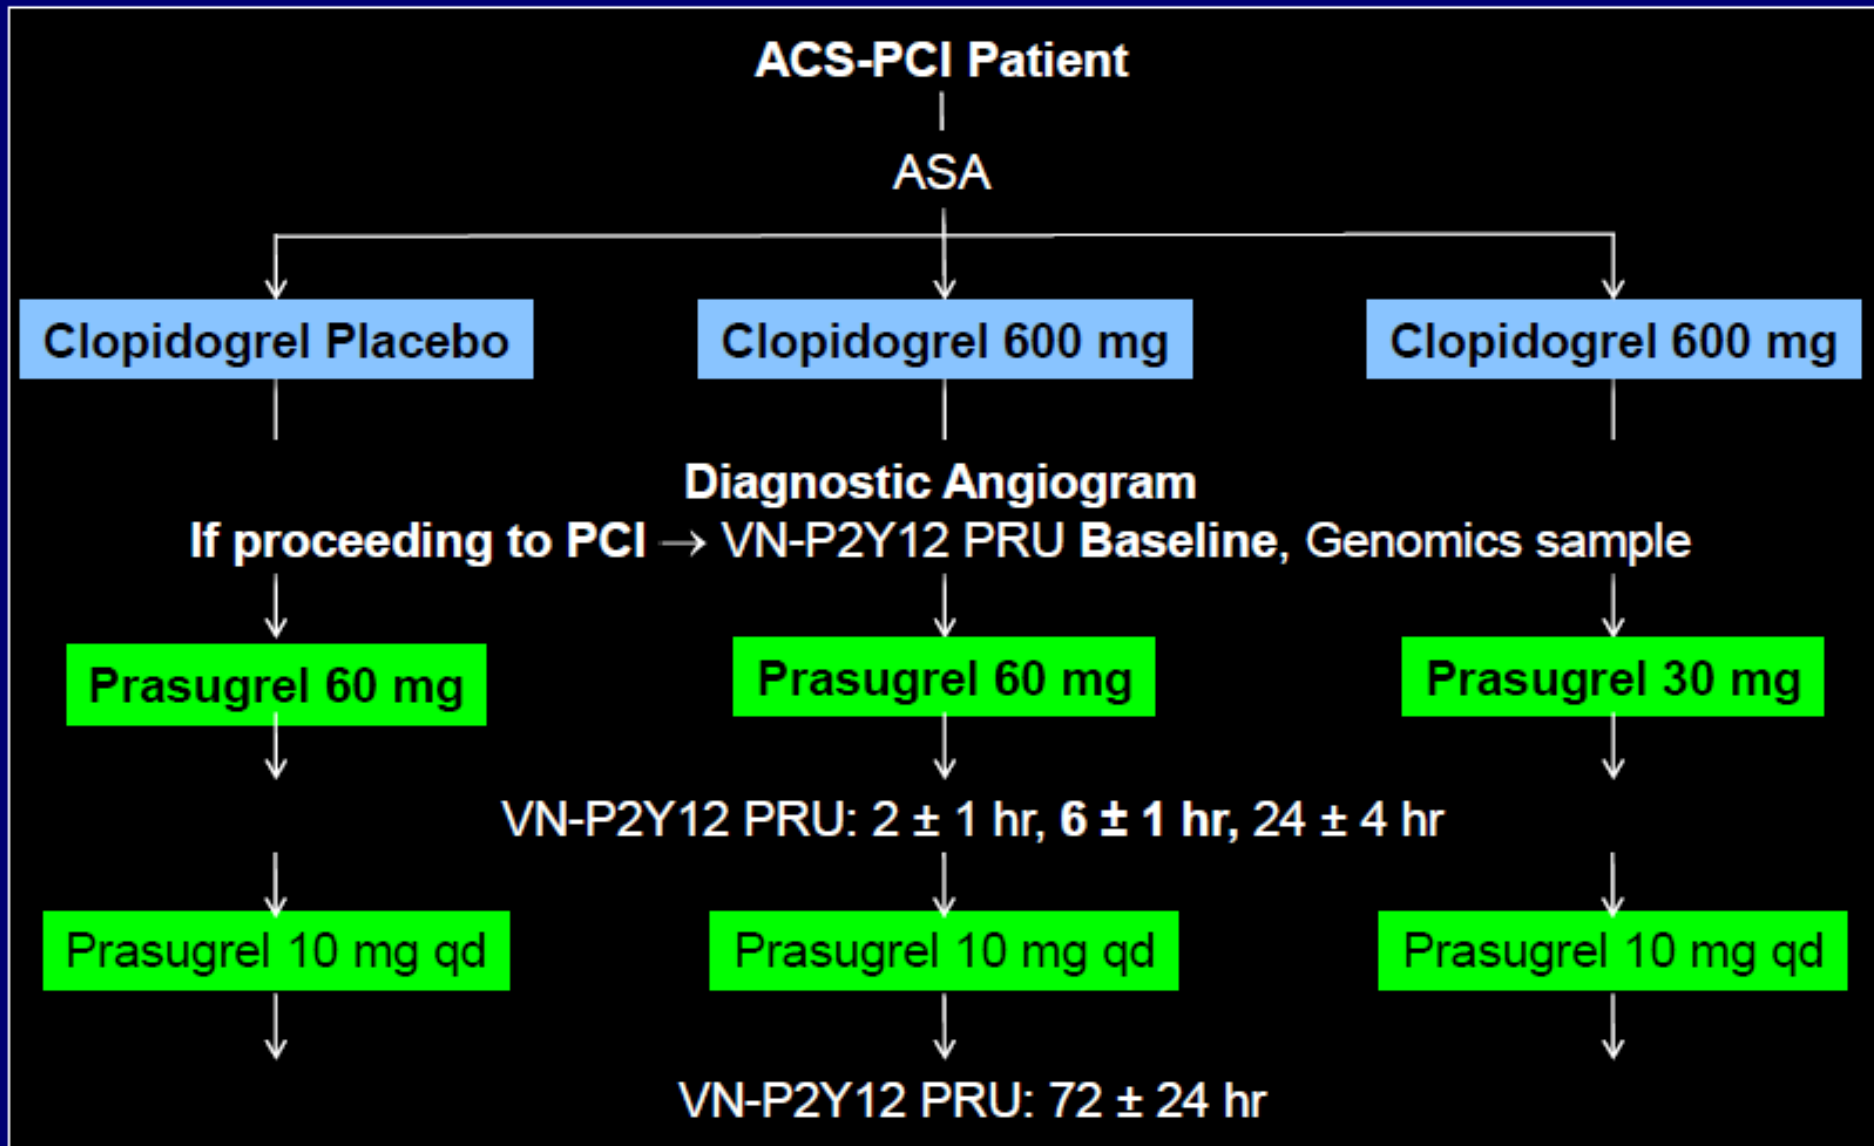 ACS-PCI Patient
ASA
Clopidogrel Placebo
Clopidogrel 600 mg
Clopidogrel 600 mg
Diagnostic Angiogram
If proceeding to PCI → VN-P2Y12 PRU Baseline, Genomics sample
Prasugrel 60 mg
Prasugrel 60 mg
Prasugrel 30 mg
VN-P2Y12 PRU: 2 ± 1 hr, 6 ± 1 hr, 24 ± 4 hr
Prasugrel 10 mg qd
Prasugrel 10 mg qd
Prasugrel 10 mg qd
VN-P2Y12 PRU: 72 ± 24 hr